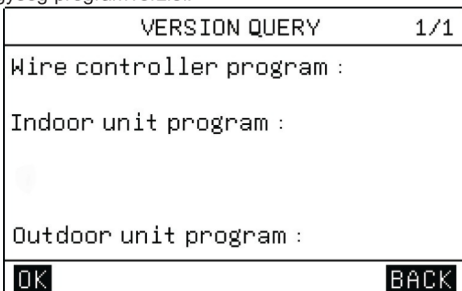 VERSION QUERY 1/1
Wire controller program :
Indoor unit program :
Outdoor unit program :
OK BACK